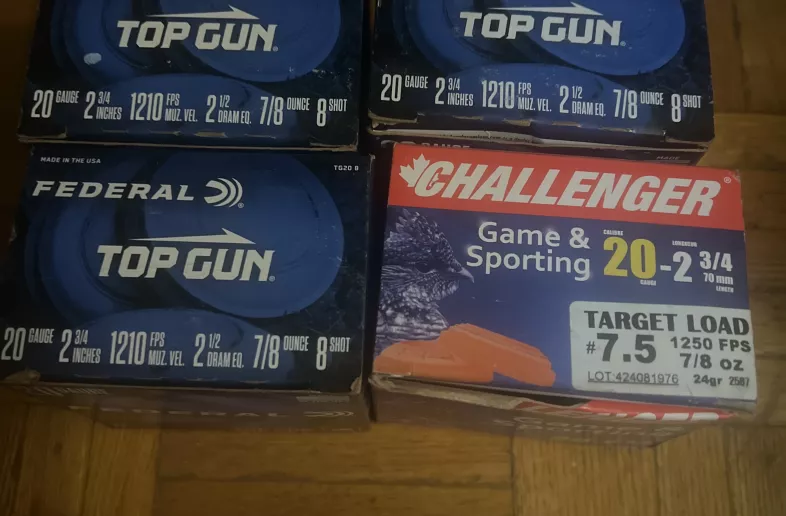 TOP GUN®
20 GAUGE 2 3/4 INCHES 1210 FPS MUZ. VEL. 2 1/2 DRAM EQ. 7/8 OUNCE 8 SHOT
TOP GUN®
20 GAUGE 2 3/4 INCHES 1210 FPS MUZ. VEL. 2 1/2 DRAM EQ. 7/8 OUNCE 8 SHOT
MADE IN THE USA
TG20 8
FEDERAL
TOP GUN®
20 GAUGE 2 3/4 INCHES 1210 FPS MUZ. VEL. 2 1/2 DRAM EQ. 7/8 OUNCE 8 SHOT
FEDERAL
CHALLENGER®
Game &
Sporting
CALIBRE
20
GAUGE
-2 3/4
70 mm
LENGTH
TARGET LOAD
#7.5
1250 FPS
7/8 oz
LOT:424081976
24gr